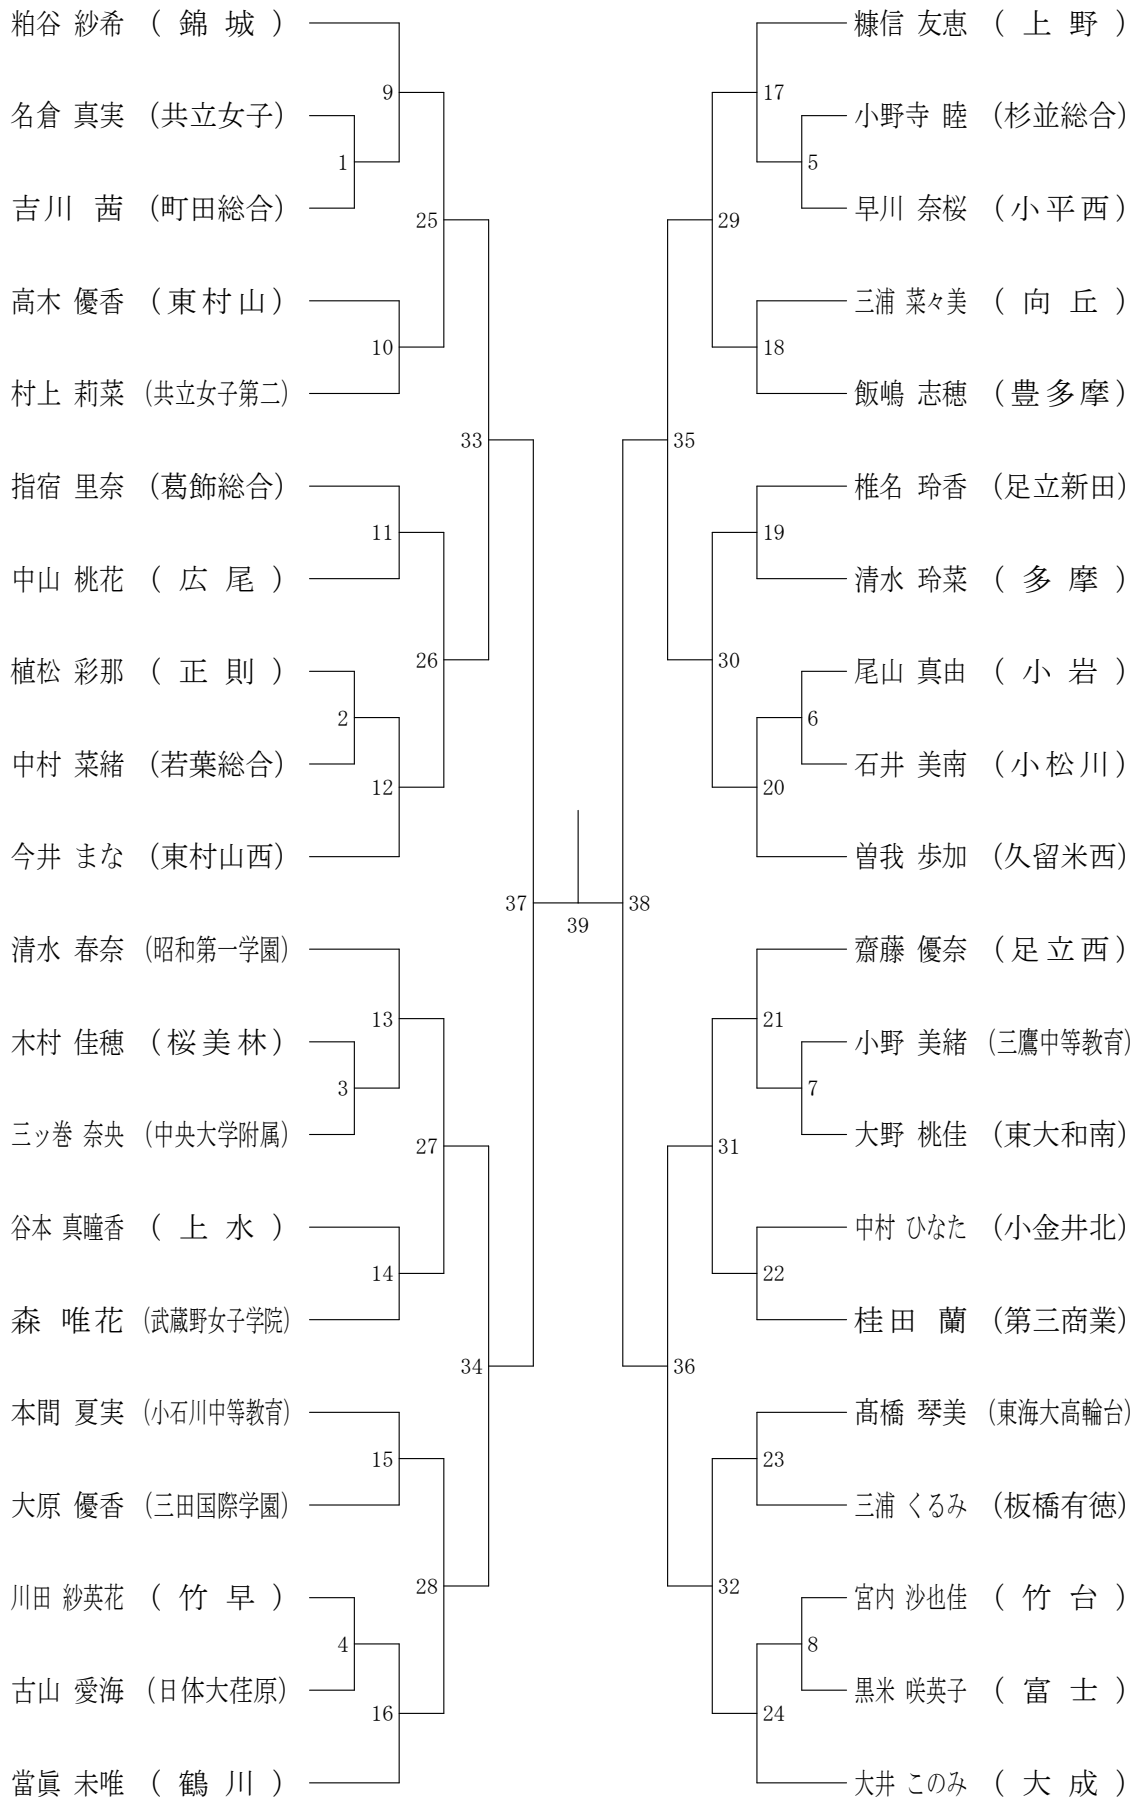 粕谷 紗希 （ 錦 城 ）
名倉 真実 （共立女子）
吉川 茜 （町田総合）
高木 優香 （東村山）
村上 莉菜 （共立女子第二）
指宿 里奈 （葛飾総合）
中山 桃花 （ 広 尾 ）
植松 彩那 （ 正 則 ）
中村 菜緒 （若葉総合）
今井 まな （東村山西）
清水 春奈 （昭和第一学園）
木村 佳穂 （桜美林）
三ッ巻 奈央 （中央大学附属）
谷本 真瞳香 （ 上 水 ）
森 唯花 （武蔵野女子学院）
本間 夏実 （小石川中等教育）
大原 優香 （三田国際学園）
川田 紗英花 （ 竹 早 ）
古山 愛海 （日体大荏原）
當眞 未唯 （ 鶴 川 ）
1
2
3
4
9
10
11
12
13
14
15
16
25
26
27
28
33
34
37
39
38
35
36
29
30
31
32
17
18
19
20
21
22
23
24
5
6
7
8
糠信 友恵 （ 上 野 ）
小野寺 睦 （杉並総合）
早川 奈桜 （小平西）
三浦 菜々美 （ 向 丘 ）
飯嶋 志穂 （豊多摩）
椎名 玲香 （足立新田）
清水 玲菜 （ 多 摩 ）
尾山 真由 （ 小 岩 ）
石井 美南 （小松川）
曽我 歩加 （久留米西）
齋藤 優奈 （足立西）
小野 美緒 （三鷹中等教育）
大野 桃佳 （東大和南）
中村 ひなた （小金井北）
桂田 蘭 （第三商業）
髙橋 琴美 （東海大高輪台）
三浦 くるみ （板橋有徳）
宮内 沙也佳 （ 竹 台 ）
黒米 咲英子 （ 富 士 ）
大井 このみ （ 大 成 ）